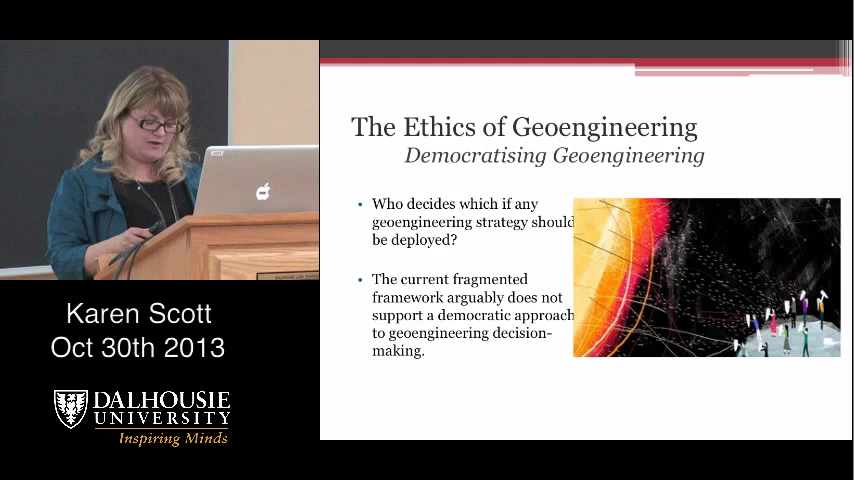 The Ethics of Geoengineering
Democratising Geoengineering
• Who decides which if any
geoengineering strategy should
be deployed?
• The current fragmented
framework arguably does not
support a democratic approach
to geoengineering decision-
making.
Karen Scott
Oct 30th 2013
DALHOUSIE
UNIVERSITY
Inspiring Minds